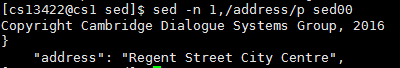 [cs13422@cs1 sed]$ sed -n 1,/address/p sed00
Copyright Cambridge Dialogue Systems Group, 2016
}
    "address": "Regent Street City Centre",